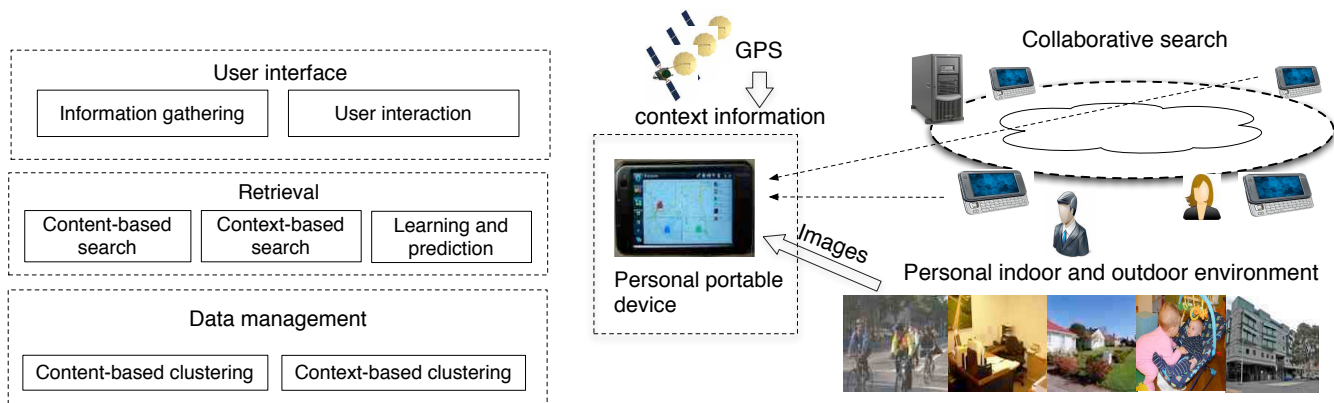 User interface
Information gathering
User interaction
Retrieval
Content-based
search
Context-based
search
Learning and
prediction
Data management
Content-based clustering
Context-based clustering
GPS
context information
Personal portable
device
Images
Collaborative search
Personal indoor and outdoor environment